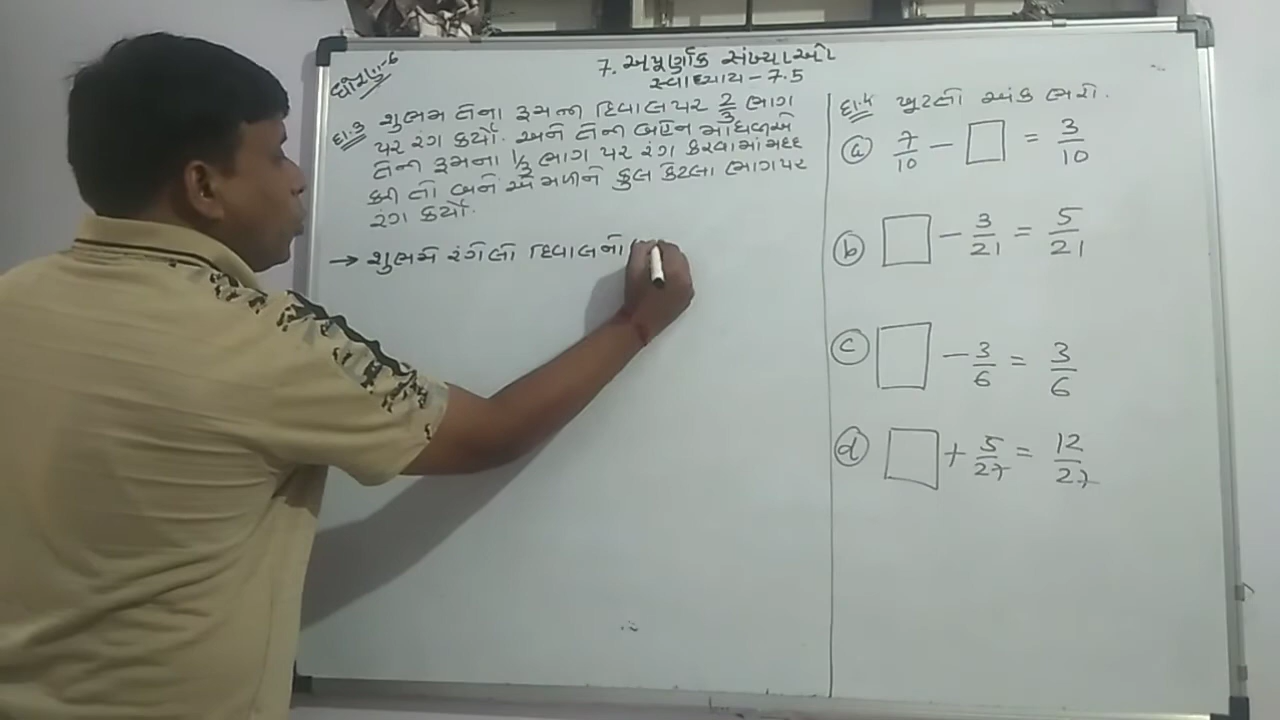 ધોરણ-6
7. અપૂર્ણાંક સંખ્યાઓ
સ્વાધ્યાય - 7.5
દા.3 શુભમ તેના રૂમની દિવાલ પર 2/3 ભાગ
પર રંગ કર્યો. અને તેની બહેન માધવીએ
તેની રૂમના 1/3 ભાગ પર રંગ કરવામાં મદદ
કરી તો બંને એ મળીને કુલ કેટલા ભાગ પર
રંગ કર્યો.
→ શુભમે રંગેલો દિવાલનો
દા.4 ખૂટતો અંક ભરો.
(a) 7/10 - □ = 3/10
(b) □ - 3/21 = 5/21
(c) □ - 3/6 = 3/6
(d) □ + 5/27 = 12/27